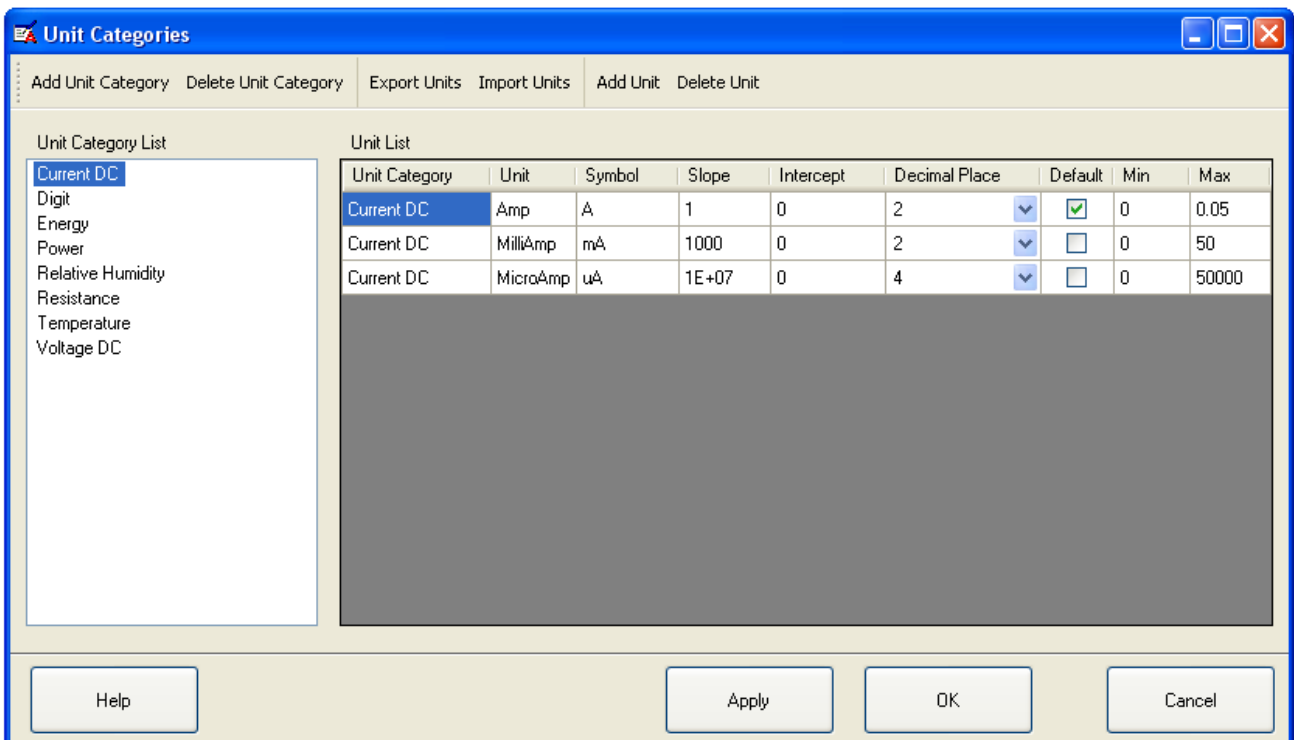 Unit Categories
Add Unit Category Delete Unit Category Export Units Import Units Add Unit Delete Unit
Unit Category List
Current DC
Digit
Energy
Power
Relative Humidity
Resistance
Temperature
Voltage DC
Unit List
Unit Category Unit Symbol Slope Intercept Decimal Place Default Min Max
Current DC Amp A 1 0 2 0 0.05
Current DC MilliAmp mA 1000 0 2 0 50
Current DC MicroAmp uA 1E+07 0 4 0 50000
Help Apply OK Cancel